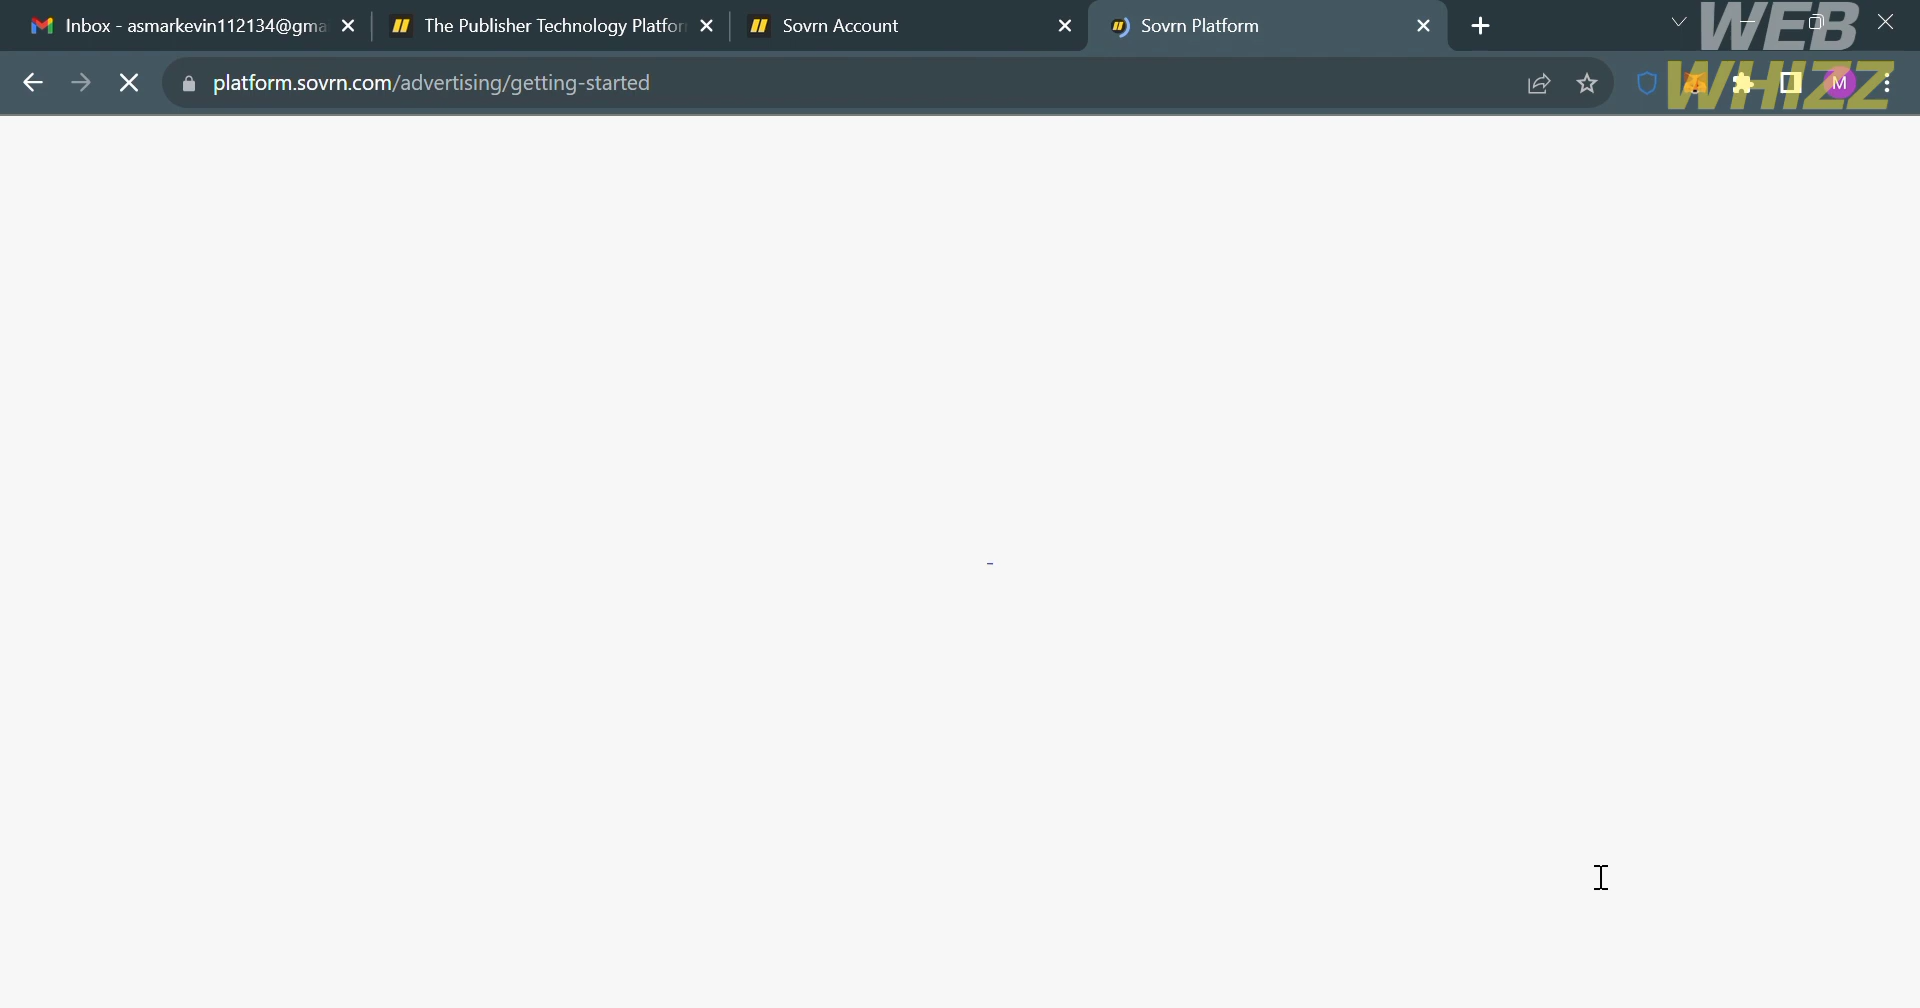 Inbox - asmarkevin112134@gma
The Publisher Technology Platfor
Sovrn Account
Sovrn Platform
WEB
WHIZZ
platform.sovrn.com/advertising/getting-started
M
-